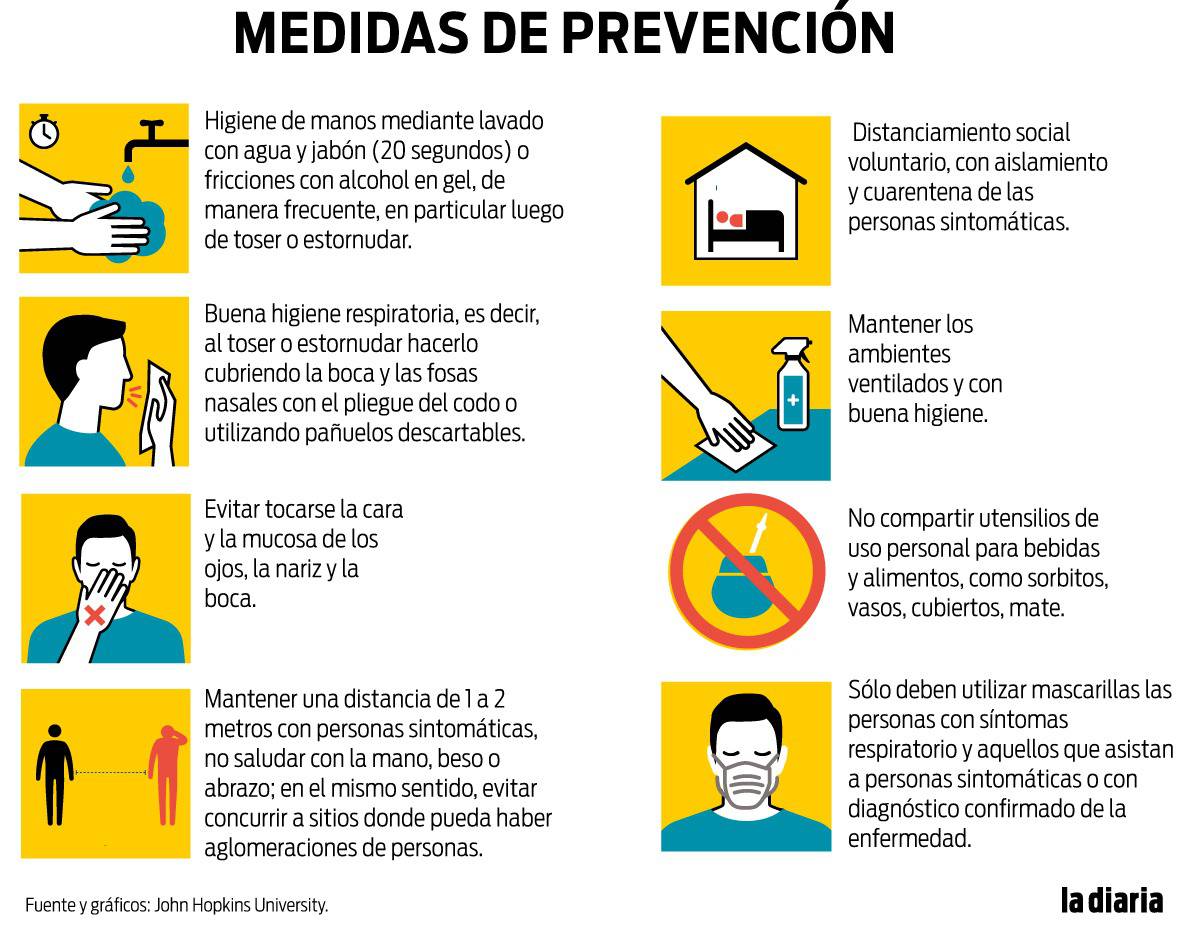 MEDIDAS DE PREVENCIÓN
Higiene de manos mediante lavado
con agua y jabón (20 segundos) o
fricciones con alcohol en gel, de
manera frecuente, en particular luego
de toser o estornudar.
Buena higiene respiratoria, es decir,
al toser o estornudar hacerlo
cubriendo la boca y las fosas
nasales con el pliegue del codo o
utilizando pañuelos descartables.
Evitar tocarse la cara
y la mucosa de los
ojos, la nariz y la
boca.
Mantener una distancia de 1 a 2
metros con personas sintomáticas,
no saludar con la mano, beso o
abrazo; en el mismo sentido, evitar
concurrir a sitios donde pueda haber
aglomeraciones de personas.
Distanciamiento social
voluntario, con aislamiento
y cuarentena de las
personas sintomáticas.
Mantener los
ambientes
ventilados y con
buena higiene.
No compartir utensilios de
uso personal para bebidas
y alimentos, como sorbitos,
vasos, cubiertos, mate.
Sólo deben utilizar mascarillas las
personas con síntomas
respiratorio y aquellos que asistan
a personas sintomáticas o con
diagnóstico confirmado de la
enfermedad.
Fuente y gráficos: John Hopkins University.
la diaria